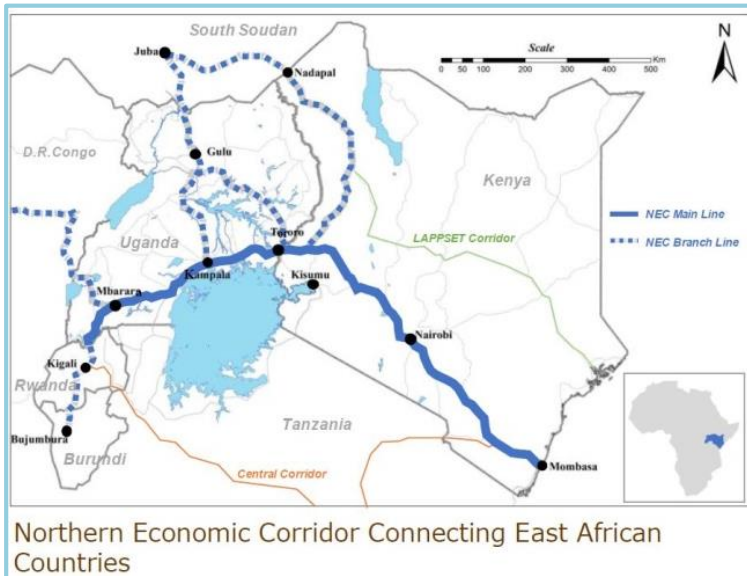 South Soudan
Juba
Nadapal
Scale
0 50 100 200 300 400 500 Km
N
D.R.Congo
Gulu
Kenya
NEC Main Line
NEC Branch Line
LAPPSET Corridor
Uganda
Tororo
Kampala
Kisumu
Mbarara
Nairobi
Kigali
Rwanda
Tanzania
Bujumbura
Burundi
Central Corridor
Mombasa
Northern Economic Corridor Connecting East African
Countries